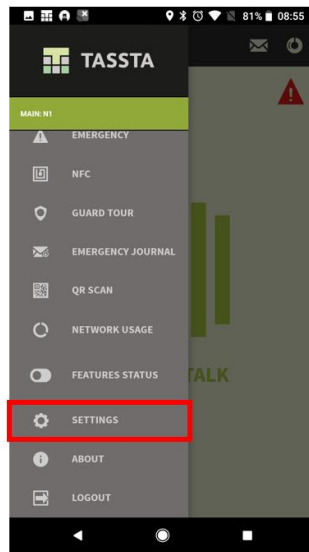 81% 08:55
TASSTA
MAIN: N1
EMERGENCY
NFC
GUARD TOUR
EMERGENCY JOURNAL
QR SCAN
NETWORK USAGE
FEATURES STATUS
TALK
SETTINGS
ABOUT
LOGOUT